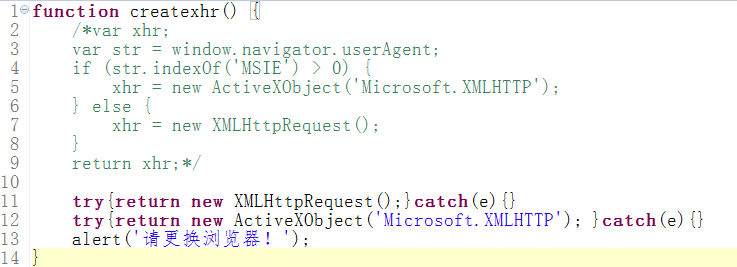 1 function createxhr() {
2 /*var xhr;
3 var str = window.navigator.userAgent;
4 if (str.indexOf('MSIE') > 0) {
5 xhr = new ActiveXObject('Microsoft.XMLHTTP');
6 } else {
7 xhr = new XMLHttpRequest();
8 }
9 return xhr;*/
10
11 try{return new XMLHttpRequest();}catch(e){}
12 try{return new ActiveXObject('Microsoft.XMLHTTP'); }catch(e){}
13 alert('请更换浏览器！');
14 }